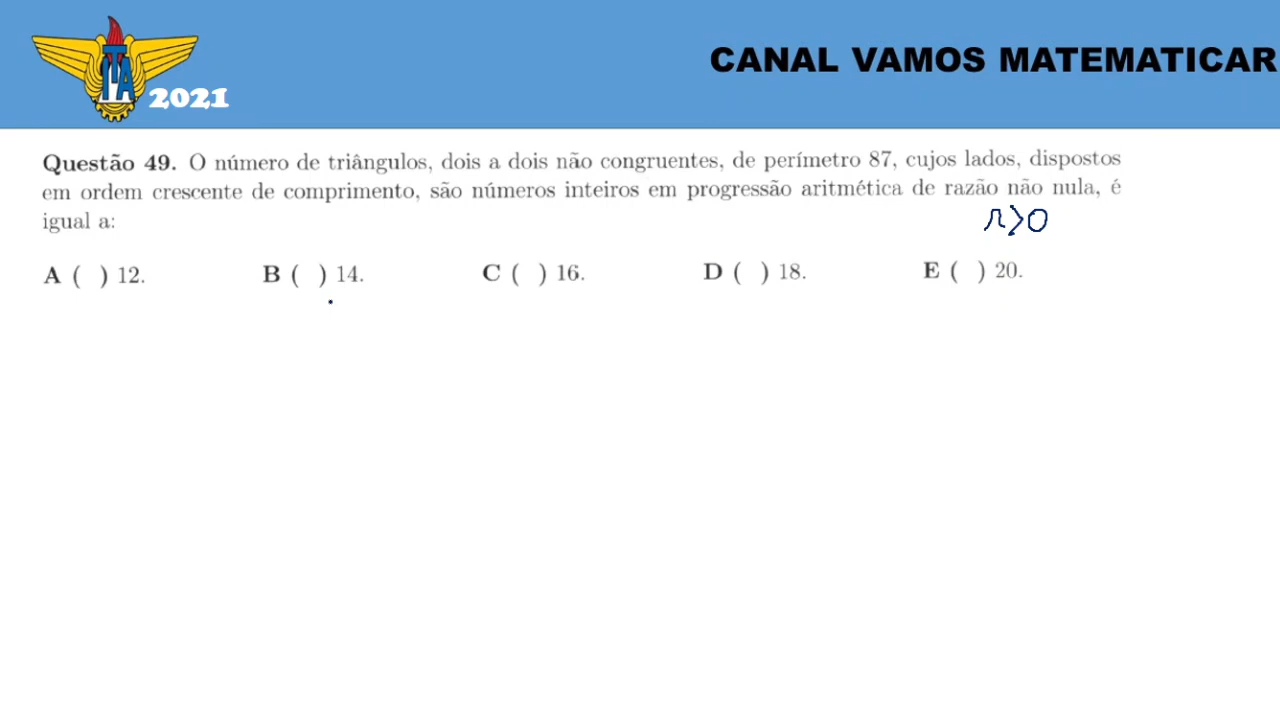 ITA
2021
CANAL VAMOS MATEMATICAR
Questão 49. O número de triângulos, dois a dois não congruentes, de perímetro 87, cujos lados, dispostos
em ordem crescente de comprimento, são números inteiros em progressão aritmética de razão não nula, é
igual a:
r>0
A ( ) 12. B ( ) 14. C ( ) 16. D ( ) 18. E ( ) 20.